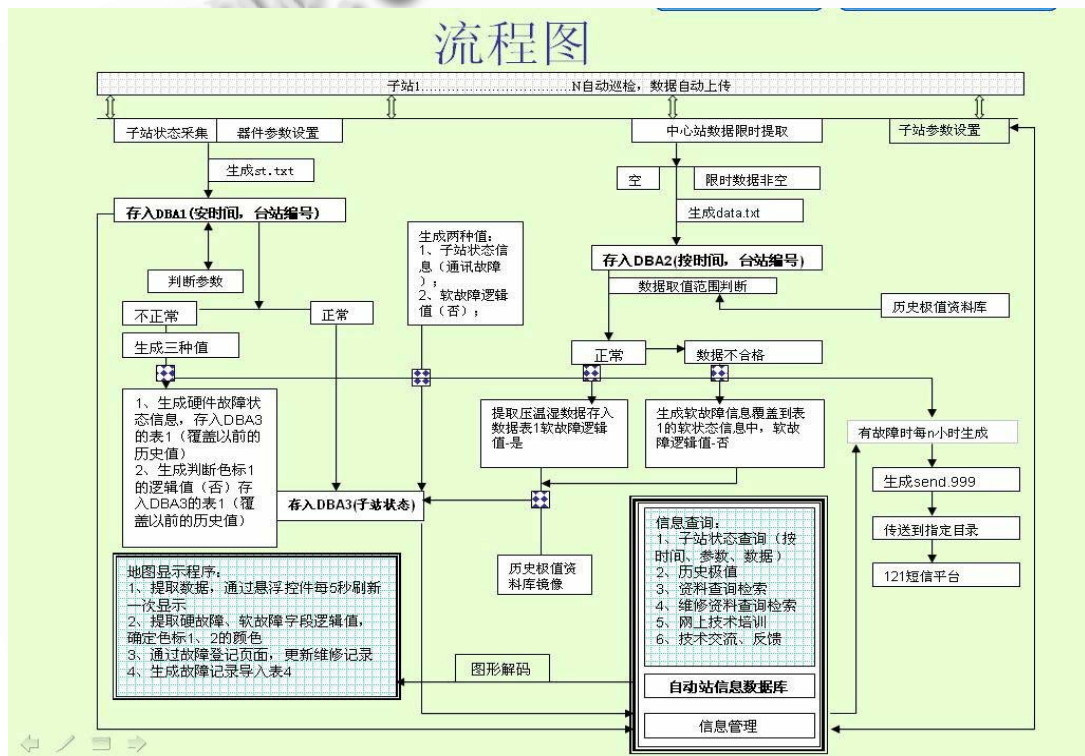 流程图
子站1……………………………N自动巡检，数据自动上传
子站状态采集
器件参数设置
中心站数据限时提取
子站参数设置
生成st.txt
空
限时数据非空
存入DBA1(安时间，台站编号)
生成data.txt
生成两种值：
1、子站状态信
息（通讯故障
）；
2、软故障逻辑
值（否）；
存入DBA2(按时间，台站编号)
判断参数
数据取值范围判断
历史极值资料库
不正常
正常
生成三种值
正常
数据不合格
1、生成硬件故障状
态信息，存入DBA3
的表1（覆盖以前的
历史值）
2、生成判断色标1
的逻辑值（否）存
入DBA3的表1（覆
盖以前的历史值）
提取压温湿数据存入
数据表1软故障逻辑
值-是
生成软故障信息覆盖到表
1的软状态信息中，软故
障逻辑值-否
有故障时每n小时生成
生成send.999
存入DBA3(子站状态)
传送到指定目录
121短信平台
历史极值资
料库镜像
信息查询：
1、子站状态查询（按
时间、参数、数据）
2、历史极值
3、资料查询检索
4、维修资料查询检索
5、网上技术培训
6、技术交流、反馈
地图显示程序：
1、提取数据，通过悬浮控件每5秒刷新
一次显示
2、提取硬故障、软故障字段逻辑值，
确定色标1、2的颜色
3、通过故障登记页面，更新维修记录
4、生成故障记录导入表4
图形解码
自动站信息数据库
信息管理